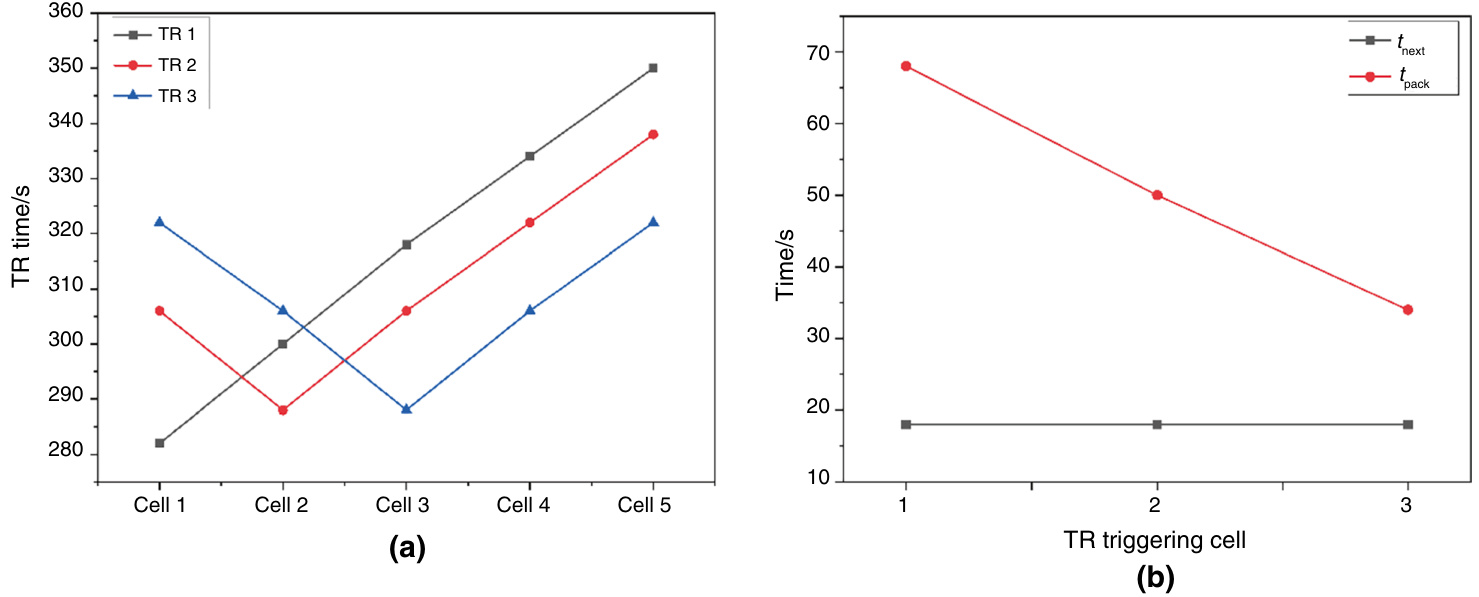 TR time/s
360
350
340
330
320
310
300
290
280
TR 1
TR 2
TR 3
Cell 1 Cell 2 Cell 3 Cell 4 Cell 5
(a)
Time/s
70
60
50
40
30
20
10
tnext
tpack
1 2 3
TR triggering cell
(b)